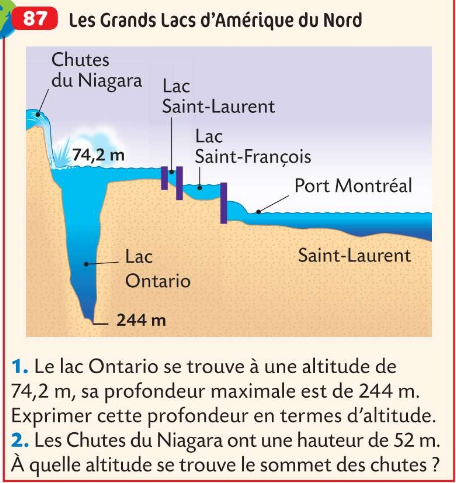 87 Les Grands Lacs d'Amérique du Nord
Chutes
du Niagara
Lac
Saint-Laurent
Lac
Saint-François
74,2 m
Port Montréal
Lac
Ontario
Saint-Laurent
244 m
1. Le lac Ontario se trouve à une altitude de
74,2 m, sa profondeur maximale est de 244 m.
Exprimer cette profondeur en termes d'altitude.
2. Les Chutes du Niagara ont une hauteur de 52 m.
À quelle altitude se trouve le sommet des chutes ?